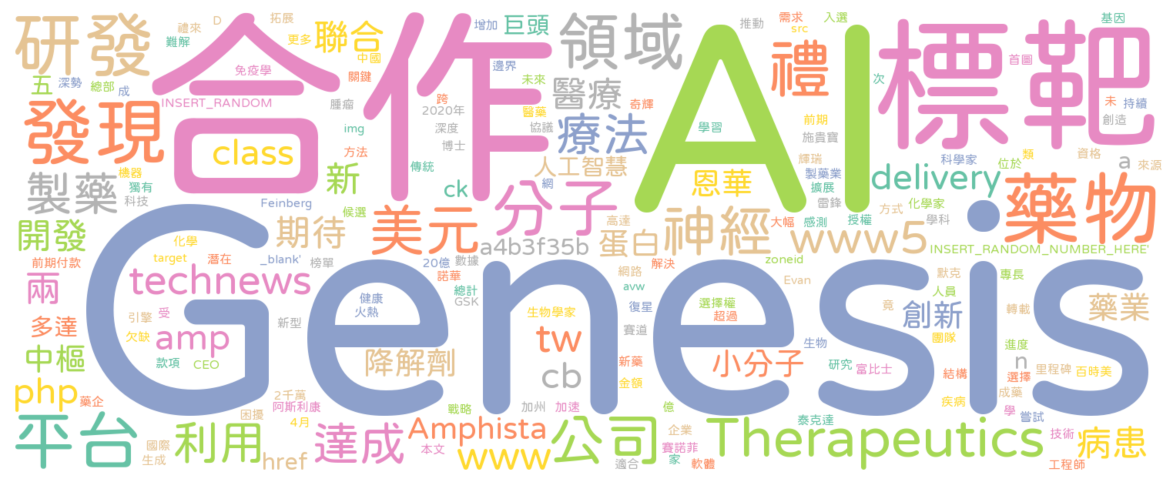 研發
禮來
D
拓展
難解
更多
聯合
中國
增加
巨頭
領域
推動
需求
src
入選
基因
五
深勢
總部
成
免疫學
關鍵
邊界
未來
禮
次
首圖
合作
AI
標靶
INSERT_RANDOM
腫瘤
跨
2020年
醫療
醫藥
奇輝
未
持續
發現
img
深度
協議
療法
學習
前期
施貴寶
創造
class
方法
博士
傳統
人工智慧
輝瑞
製藥業
科學家
類
資格
a
來源
製藥
機器
獨有
科技
新
ck
網
恩華
擴展
雷鋒
delivery
位於
藥物
Feinberg
候選
美元
分子
高達
大幅
感測
授權
化學家
方式
學科
開發
期待
化學
a4b3f35b
蛋白
神經
www5
INSERT_RANDOM_NUMBER_HERE'
前期付款
target
潛在
_blank'
榜單
20億
數據
網路
解決
zoneid
默克
專長
兩
technews
諾華
總計
GSK
avw
Evan
人員
轉載
藥業
Genesis
健康
火熱
復星
選擇權
超過
竟
創新
多達
引擎
受
新型
生物學家
賽道
生物
團隊
進度
amp
tw
中樞
欠缺
款項
CEO
降解劑
新藥
小分子
研究
富比士
結構
n
選擇
里程碑
百時美
php
藥企
2千萬
cb
金額
成藥
困擾
阿斯利康
戰略
加州
加速
億
疾病
學
嘗試
平台
4月
利用
達成
Amphista
公司
企業
Therapeutics
泰克達
技術
病患
國際
生成
href
本文
www
適合
家
賽諾菲
軟體
工程師